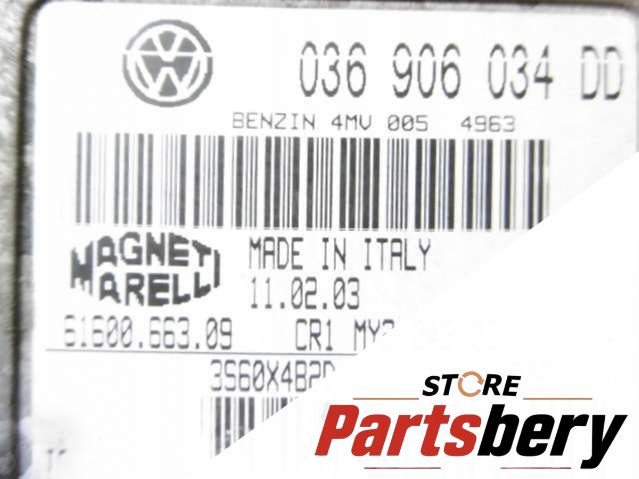 036 906 034 DD
BENZIN 4MV 005 4963
MAGNETI
MARELLI
MADE IN ITALY
11.02.03
61600.663.09 CR1
3S60X4B2
STORE
Partsbery